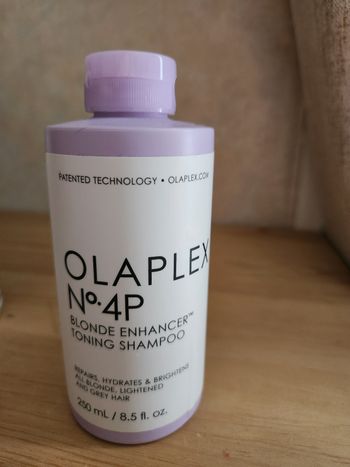 PATENTED TECHNOLOGY • OLAPLEX.COM
OLAPLEX
Nº.4P
BLONDE ENHANCER™
TONING SHAMPOO
REPAIRS, HYDRATES & BRIGHTENS
ALL BLONDE, LIGHTENED
AND GREY HAIR
250 mL / 8.5 fl. oz.